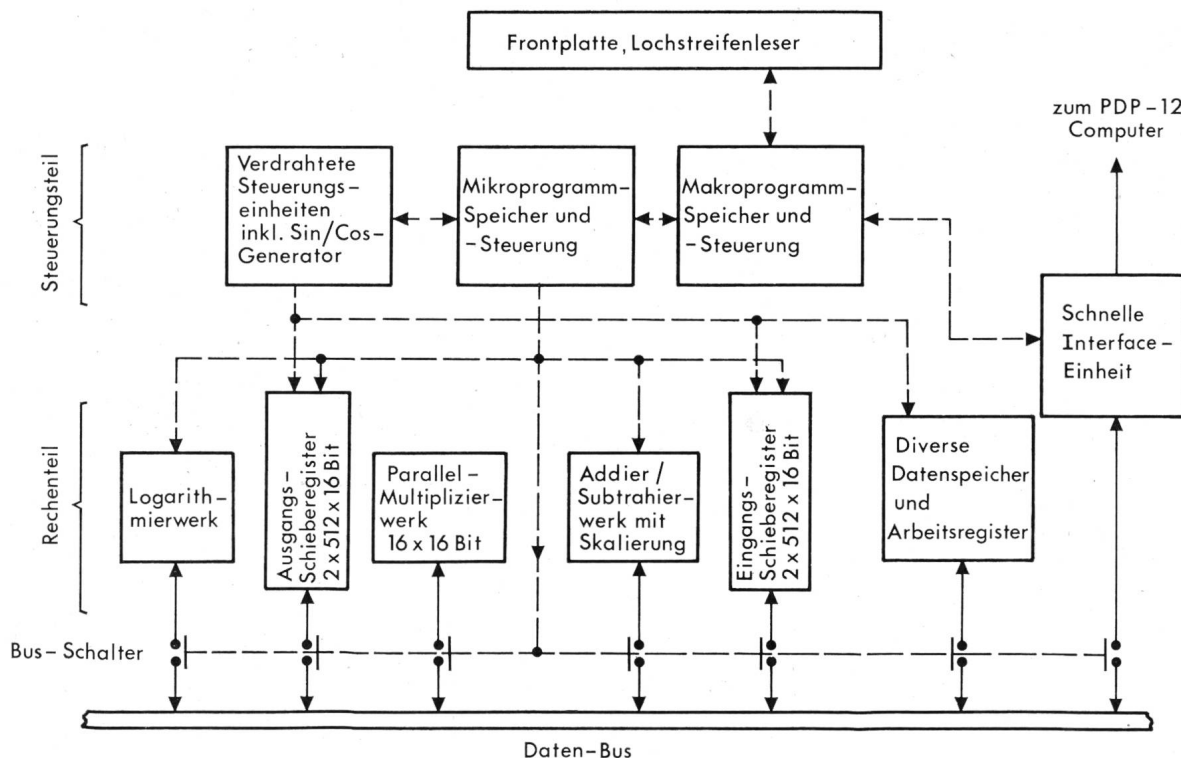 Frontplatte, Lochstreifenleser
zum PDP-12
Computer
Steuerungsteil
Verdrahtete
Steuerungs-
einheiten
inkl. Sin/Cos-
Generator
Mikroprogramm-
Speicher und
-Steuerung
Makroprogramm-
Speicher und
-Steuerung
Schnelle
Interface-
Einheit
Rechenteil
Logarith-
mierwerk
Ausgangs-
Schieberegister
2 x 512 x 16 Bit
Parallel-
Multiplizier-
werk
16 x 16 Bit
Addier/
Subtrahier-
werk mit
Skalierung
Eingangs-
Schieberegister
2 x 512 x 16 Bit
Diverse
Datenspeicher
und
Arbeitsregister
Bus-Schalter
Daten-Bus